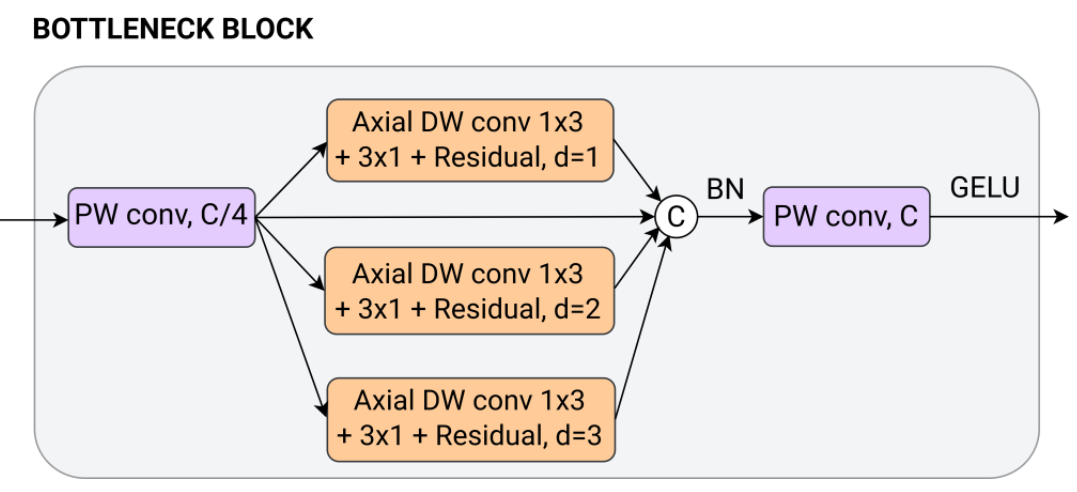 BOTTLENECK BLOCK
Axial DW conv 1x3
+ 3x1 + Residual, d=1
PW conv, C/4
C
BN
PW conv, C
GELU
Axial DW conv 1x3
+ 3x1 + Residual, d=2
Axial DW conv 1x3
+ 3x1 + Residual, d=3